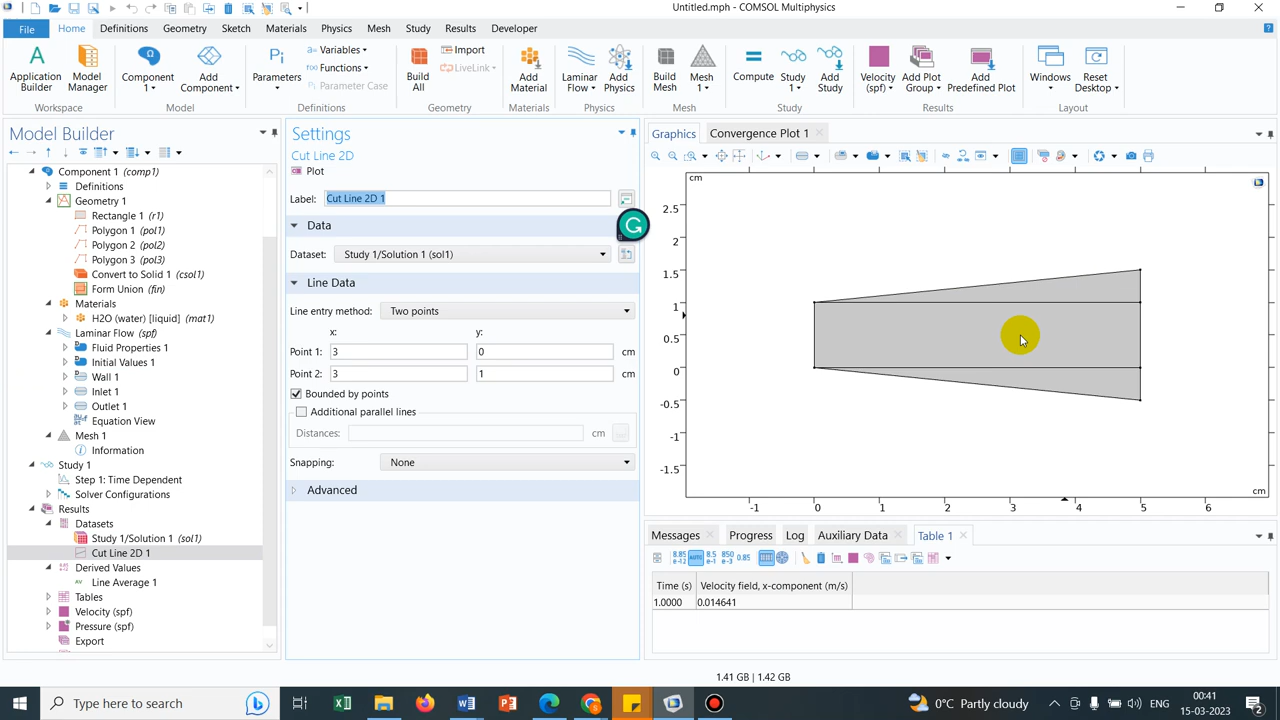 Untitled.mph - COMSOL Multiphysics
File Home Definitions Geometry Sketch Materials Physics Mesh Study Results Developer
Application Builder
Model Manager
Workspace
Component 1
Add Component
Model
Pi
Parameters
a= Variables
f(x) Functions
Pi Parameter Case
Definitions
Build All
Import
LiveLink
Geometry
Add Material
Materials
Laminar Flow
Add Physics
Physics
Build Mesh
Mesh 1
Mesh
Compute
Study 1
Add Study
Study
Velocity (spf)
Add Plot Group
Add Predefined Plot
Results
Windows
Reset Desktop
Layout
Model Builder
Component 1 (comp1)
Definitions
Geometry 1
Rectangle 1 (r1)
Polygon 1 (pol1)
Polygon 2 (pol2)
Polygon 3 (pol3)
Convert to Solid 1 (csol1)
Form Union (fin)
Materials
H2O (water) [liquid] (mat1)
Laminar Flow (spf)
Fluid Properties 1
Initial Values 1
Wall 1
Inlet 1
Outlet 1
Equation View
Mesh 1
Information
Study 1
Step 1: Time Dependent
Solver Configurations
Results
Datasets
Study 1/Solution 1 (sol1)
Cut Line 2D 1
Derived Values
Line Average 1
Tables
Velocity (spf)
Pressure (spf)
Export
Settings
Cut Line 2D
Plot
Label: Cut Line 2D 1
Data
Dataset: Study 1/Solution 1 (sol1)
Line Data
Line entry method: Two points
x: y:
Point 1: 3 0 cm
Point 2: 3 1 cm
Bounded by points
Additional parallel lines
Distances: cm
Snapping: None
Advanced
Graphics Convergence Plot 1
cm
2.5
2
1.5
1
0.5
0
-0.5
-1
-1.5
cm
-1 0 1 2 3 4 5 6
Messages Progress Log Auxiliary Data Table 1
8.85 e-12 AUTO 8.5 e-1 850 e-3 0.85
Time (s) Velocity field, x-component (m/s)
1.0000 0.014641
1.41 GB | 1.42 GB
Type here to search
0°C Partly cloudy
ENG
00:41
15-03-2023